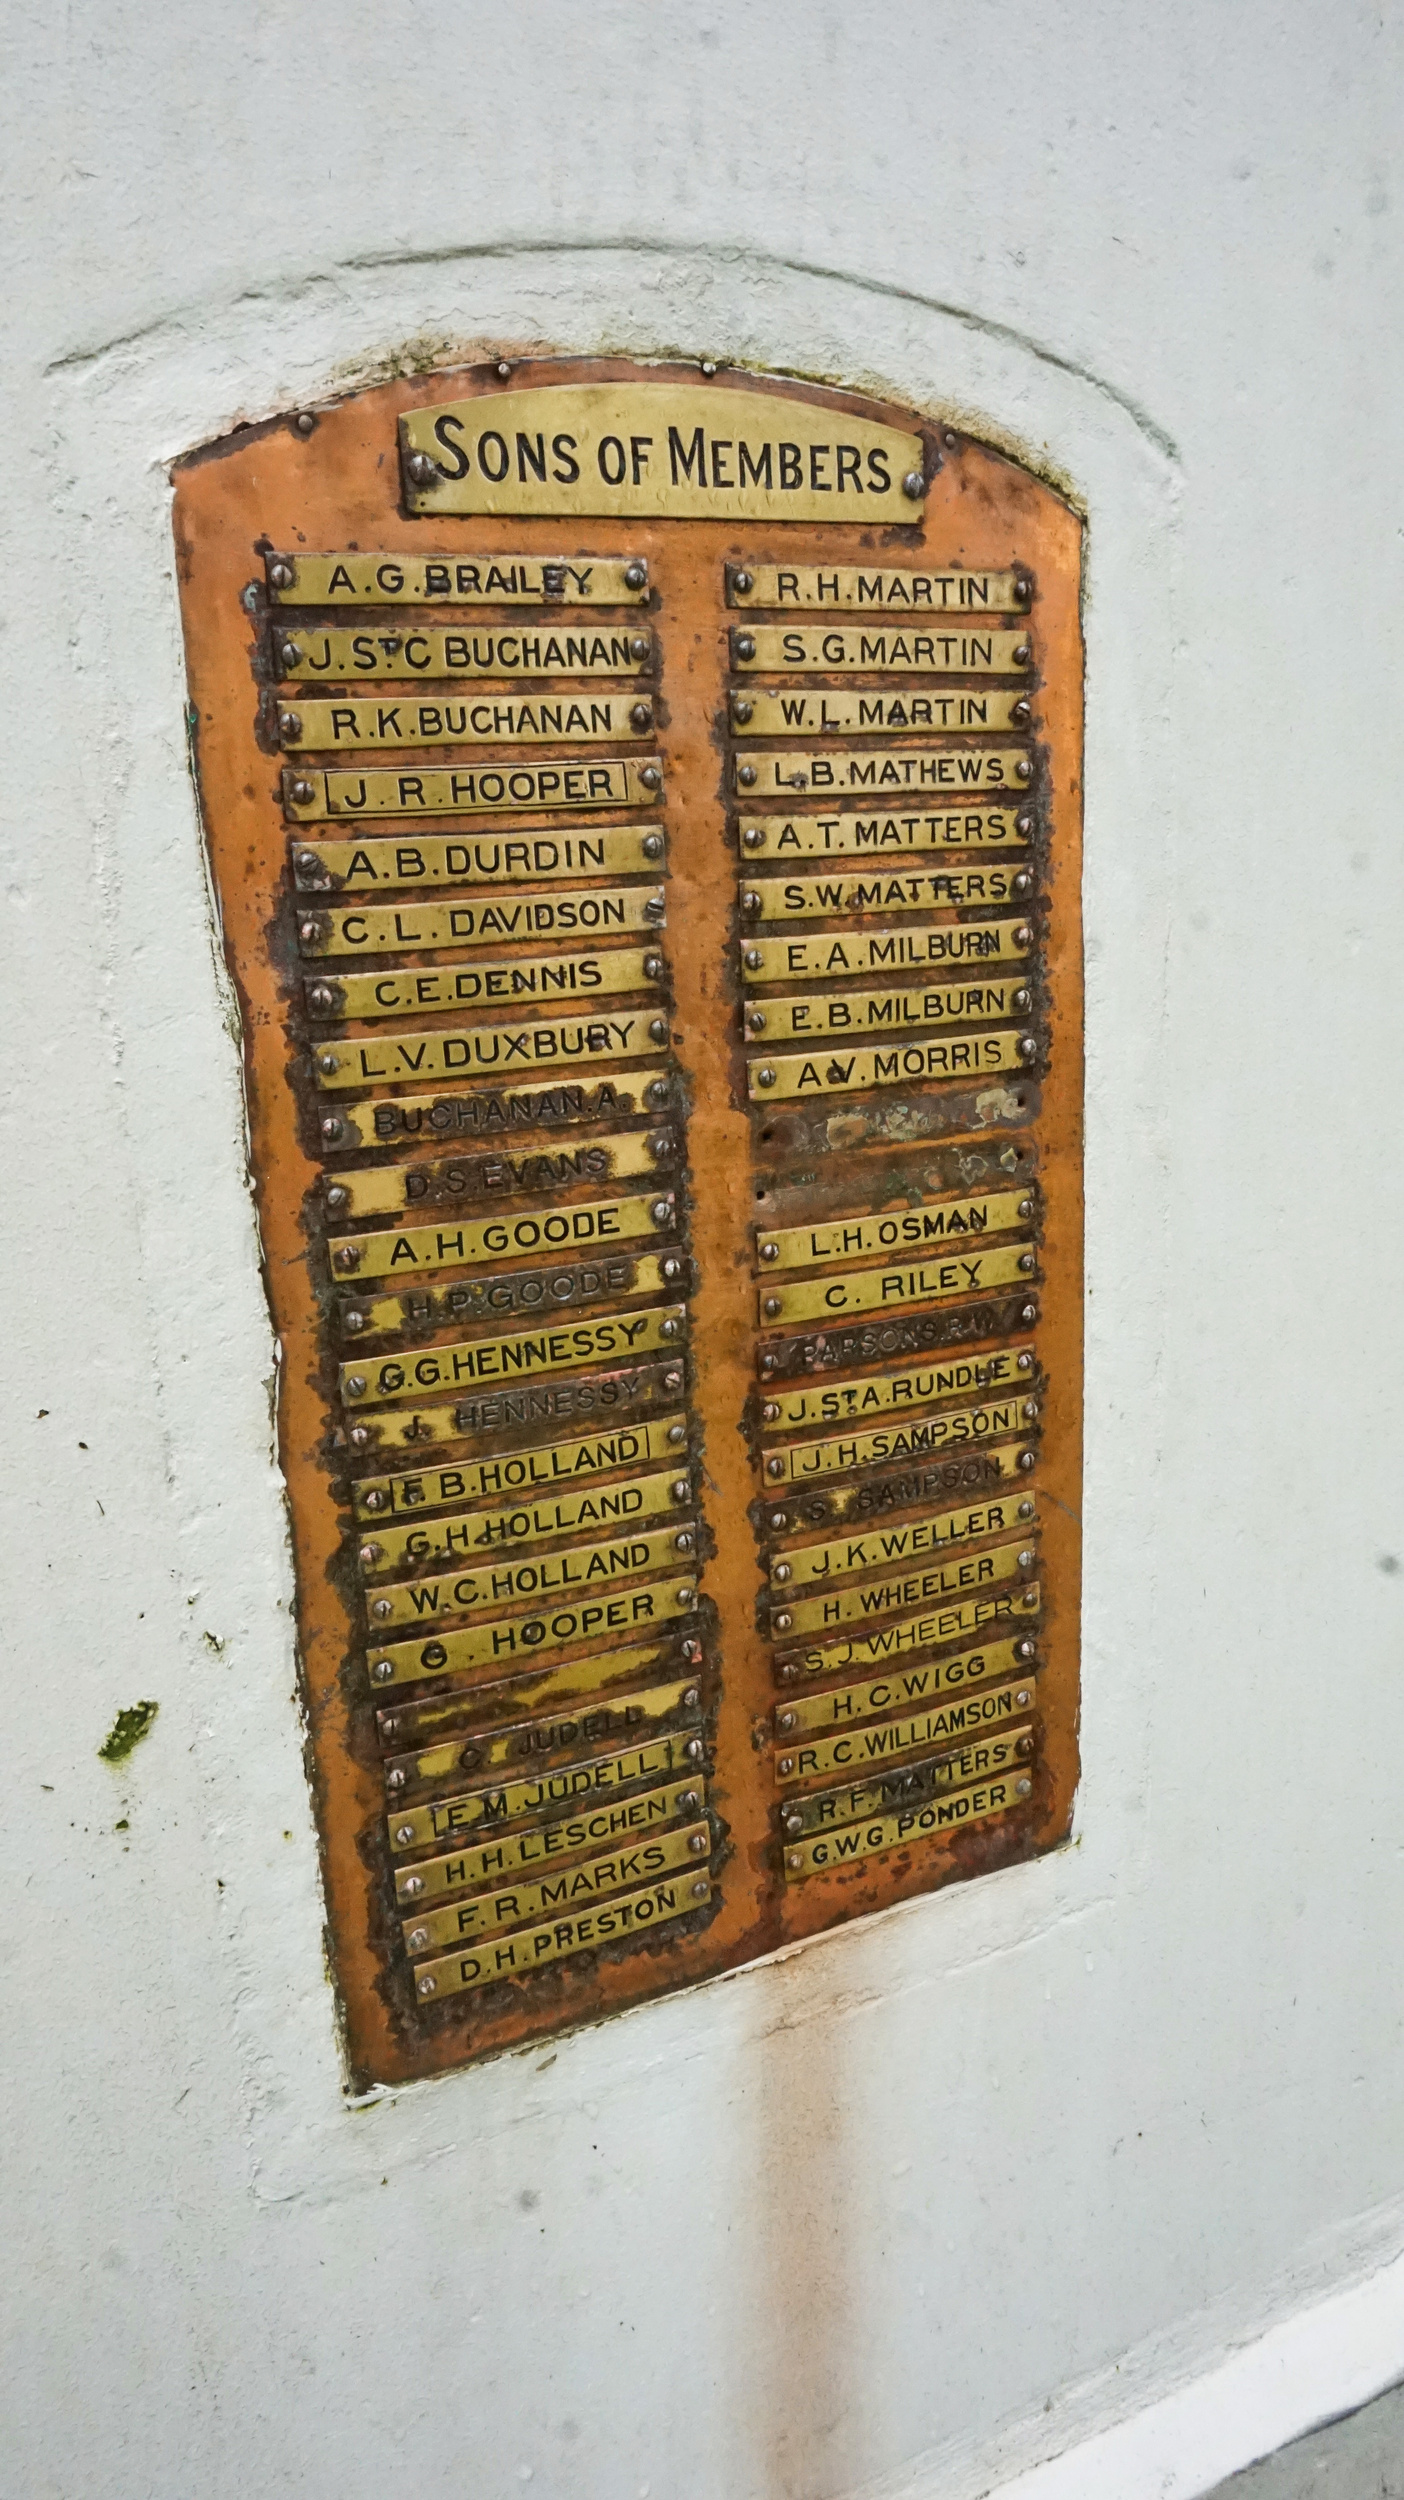 SONS OF MEMBERS
A.G.BRAILEY
J.ST.C BUCHANAN
R.K.BUCHANAN
J.R.HOOPER
A.B.DURDIN
C.L.DAVIDSON
C.E.DENNIS
L.V.DUXBURY
BUCHANAN.A.
D.S.EVANS
A.H.GOODE
H.P.GOODE
G.G.HENNESSY
J. HENNESSY
F.B.HOLLAND
G.H.HOLLAND
W.C.HOLLAND
G. HOOPER
C. JUDELL
E.M.JUDELL
H.H.LESCHEN
F.R.MARKS
D.H.PRESTON
R.H.MARTIN
S.G.MARTIN
W.L.MARTIN
L.B.MATHEWS
A.T.MATTERS
S.W.MATTERS
E.A.MILBURN
E.B.MILBURN
A.V.MORRIS
L.H.OSMAN
C. RILEY
PARSONS.R.W.
J.ST.A.RUNDLE
J.H.SAMPSON
S. SAMPSON
J.K.WELLER
H. WHEELER
S.J.WHEELER
H.C.WIGG
R.C.WILLIAMSON
R.F.MATTERS
G.W.G.PONDER